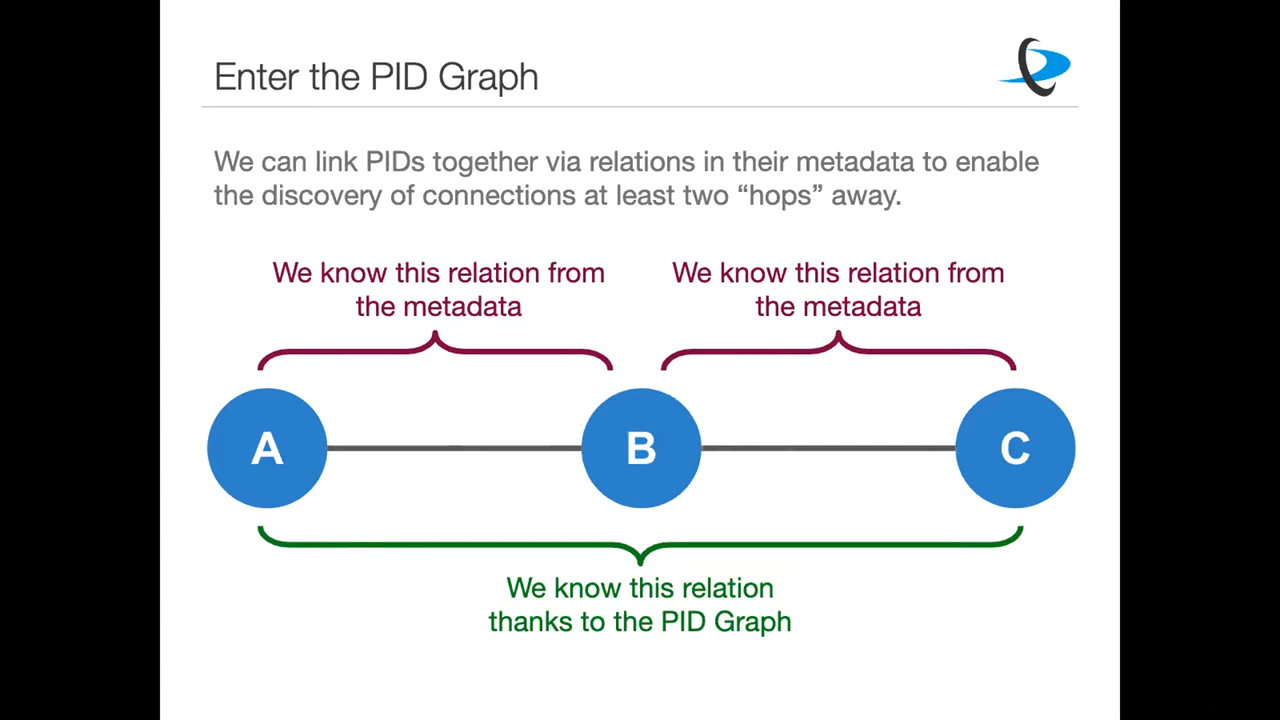 Enter the PID Graph
We can link PIDs together via relations in their metadata to enable
the discovery of connections at least two “hops” away.
We know this relation from
the metadata
We know this relation from
the metadata
A
B
C
We know this relation
thanks to the PID Graph